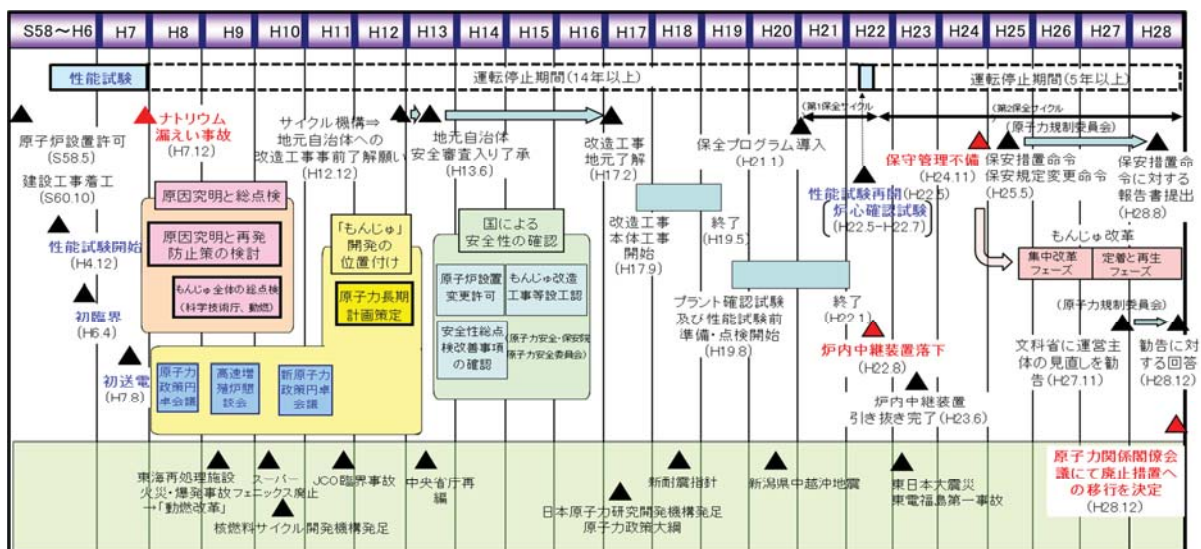 S58～H6 H7 H8 H9 H10 H11 H12 H13 H14 H15 H16 H17 H18 H19 H20 H21 H22 H23 H24 H25 H26 H27 H28
性能試験
運転停止期間(14年以上)
運転停止期間(5年以上)
(第1保全サイクル
(第2保全サイクル
原子炉設置許可
(S58.5)
建設工事着工
(S60.10)
性能試験開始
(H4.12)
初臨界
(H6.4)
初送電
(H7.8)
ナトリウム
漏えい事故
(H7.12)
原因究明と総点検
原因究明と再発
防止策の検討
もんじゅ全体の総点検
(科学技術庁、動燃)
サイクル機構⇒
地元自治体への
改造工事事前了解願い
(H12.12)
「もんじゅ」
開発の
位置付け
原子力長期
計画策定
原子力
政策円
卓会議
高速増
殖炉懇
談会
新原子力
政策円卓
会議
地元自治体
安全審査入り了承
(H13.6)
国による
安全性の確認
原子炉設置
変更許可
もんじゅ改造
工事等設工認
安全性総点
検改善事項
の確認
(原子力安全・保安院
原子力安全委員会)
改造工事
地元了解
(H17.2)
改造工事
本体工事
開始
(H17.9)
終了
(H19.5)
プラント確認試験
及び性能試験前
準備・点検開始
(H19.8)
終了
(H22.1)
保全プログラム導入
(H21.1)
性能試験再開(H22.5)
炉心確認試験
(H22.5-H22.7)
炉内中継装置落下
(H22.8)
炉内中継装置
引き抜き完了(H23.6)
保守管理不備
(H24.11)
(原子力規制委員会)
保安措置命令
保安規定変更命令
(H25.5)
保安措置命
令に対する
報告書提出
(H28.8)
もんじゅ改革
集中改革
フェーズ
定着と再生
フェーズ
(原子力規制委員会)
文科省に運営主
体の見直しを勧
告(H27.11)
勧告に対
する回答
(H28.12)
原子力関係閣僚会
議にて廃止措置へ
の移行を決定
(H28.12)
東海再処理施設
火災・爆発事故
→「動燃改革」
スーパー
フェニックス廃止
核燃料サイクル開発機構発足
JCO臨界事故
中央省庁再
編
日本原子力研究開発機構発足
原子力政策大綱
新耐震指針
新潟県中越沖地震
東日本大震災
東電福島第一事故